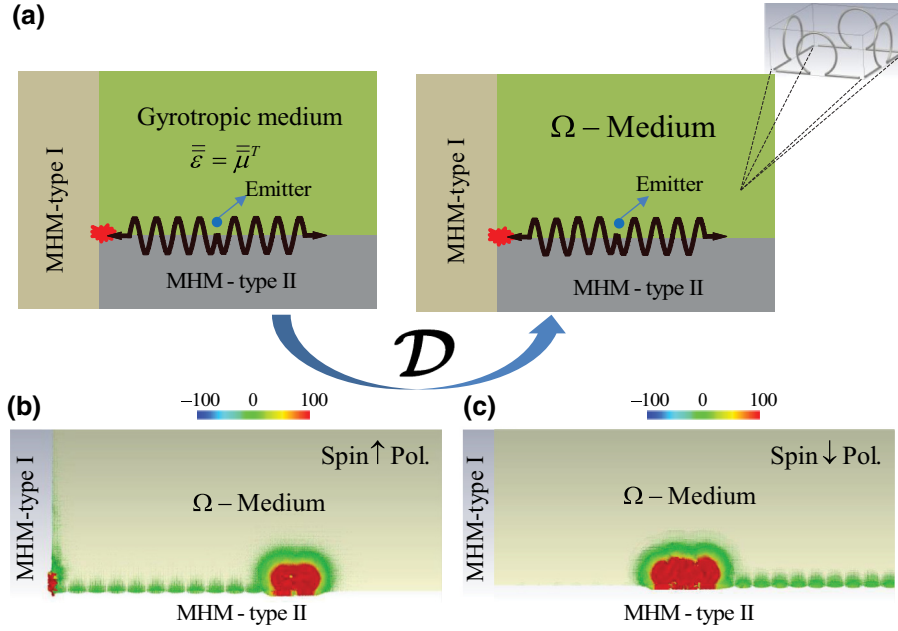 (a)
MHM-type I
Gyrotropic medium
ε̿ = μ̿ᵀ
Emitter
MHM - type II
MHM-type I
Ω – Medium
Emitter
MHM - type II
𝒟
(b)
–100 0 100
MHM-type I
Spin↑ Pol.
Ω – Medium
MHM - type II
(c)
–100 0 100
MHM-type I
Spin↓ Pol.
Ω – Medium
MHM - type II